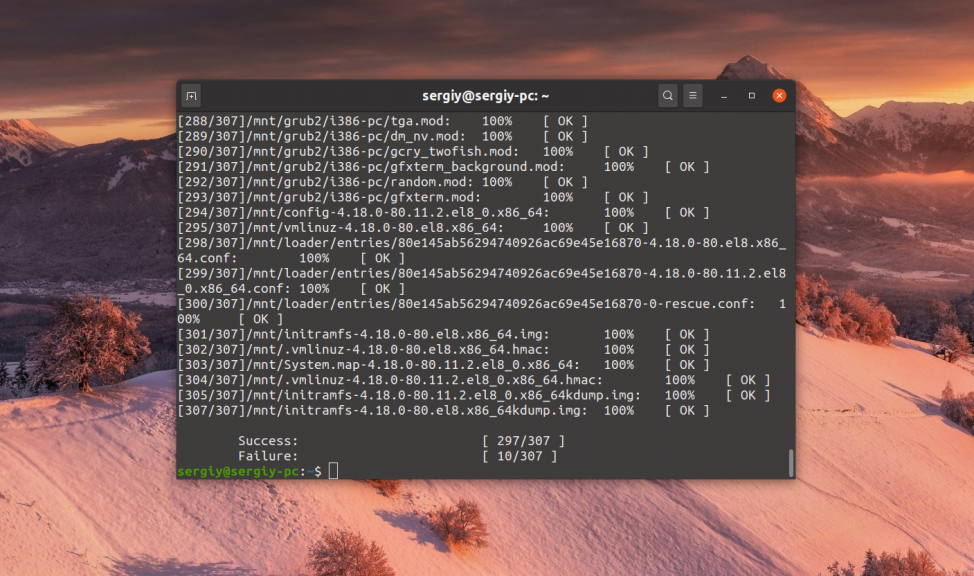 sergiy@sergiy-pc: ~
[288/307]/mnt/grub2/i386-pc/tga.mod:    100%    [ OK ]
[289/307]/mnt/grub2/i386-pc/dm_nv.mod:  100%    [ OK ]
[290/307]/mnt/grub2/i386-pc/gcry_twofish.mod:   100%    [ OK ]
[291/307]/mnt/grub2/i386-pc/gfxterm_background.mod:     100%    [ OK ]
[292/307]/mnt/grub2/i386-pc/random.mod: 100%    [ OK ]
[293/307]/mnt/grub2/i386-pc/gfxterm.mod:        100%    [ OK ]
[294/307]/mnt/config-4.18.0-80.11.2.el8_0.x86_64:       100%    [ OK ]
[295/307]/mnt/vmlinuz-4.18.0-80.el8.x86_64:     100%    [ OK ]
[298/307]/mnt/loader/entries/80e145ab56294740926ac69e45e16870-4.18.0-80.el8.x86_
64.conf:        100%    [ OK ]
[299/307]/mnt/loader/entries/80e145ab56294740926ac69e45e16870-4.18.0-80.11.2.el8
_0.x86_64.conf: 100%    [ OK ]
[300/307]/mnt/loader/entries/80e145ab56294740926ac69e45e16870-0-rescue.conf:   1
00%     [ OK ]
[301/307]/mnt/initramfs-4.18.0-80.el8.x86_64.img:       100%    [ OK ]
[302/307]/mnt/.vmlinuz-4.18.0-80.el8.x86_64.hmac:       100%    [ OK ]
[303/307]/mnt/System.map-4.18.0-80.11.2.el8_0.x86_64:   100%    [ OK ]
[304/307]/mnt/.vmlinuz-4.18.0-80.11.2.el8_0.x86_64.hmac:        100%    [ OK ]
[305/307]/mnt/initramfs-4.18.0-80.11.2.el8_0.x86_64kdump.img:   100%    [ OK ]
[307/307]/mnt/initramfs-4.18.0-80.el8.x86_64kdump.img:  100%    [ OK ]
Success:                        [ 297/307 ]
Failure:                        [ 10/307 ]
sergiy@sergiy-pc:~$